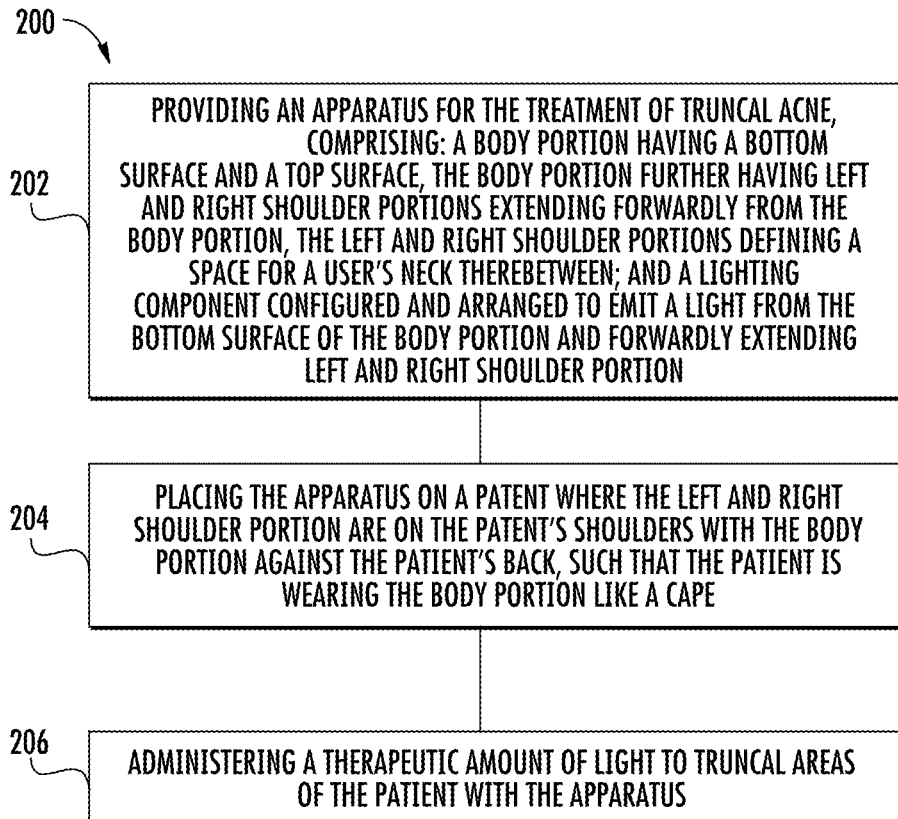 200
202
PROVIDING AN APPARATUS FOR THE TREATMENT OF TRUNCAL ACNE,
COMPRISING: A BODY PORTION HAVING A BOTTOM
SURFACE AND A TOP SURFACE, THE BODY PORTION FURTHER HAVING LEFT
AND RIGHT SHOULDER PORTIONS EXTENDING FORWARDLY FROM THE
BODY PORTION, THE LEFT AND RIGHT SHOULDER PORTIONS DEFINING A
SPACE FOR A USER'S NECK THEREBETWEEN; AND A LIGHTING
COMPONENT CONFIGURED AND ARRANGED TO EMIT A LIGHT FROM THE
BOTTOM SURFACE OF THE BODY PORTION AND FORWARDLY EXTENDING
LEFT AND RIGHT SHOULDER PORTION
204
PLACING THE APPARATUS ON A PATENT WHERE THE LEFT AND RIGHT
SHOULDER PORTION ARE ON THE PATENT'S SHOULDERS WITH THE BODY
PORTION AGAINST THE PATIENT'S BACK, SUCH THAT THE PATIENT IS
WEARING THE BODY PORTION LIKE A CAPE
206
ADMINISTERING A THERAPEUTIC AMOUNT OF LIGHT TO TRUNCAL AREAS
OF THE PATIENT WITH THE APPARATUS